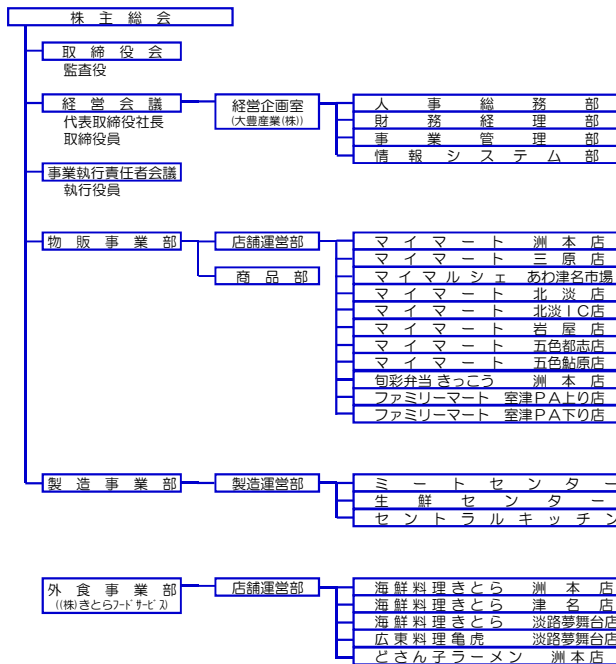 株主総会
取締役会
監査役
経営会議
代表取締役社長
取締役員
経営企画室
(大豊産業(株))
人事総務部
財務経理部
事業管理部
情報システム部
事業執行責任者会議
執行役員
物販事業部
店舗運営部
商品部
マイマート 洲本店
マイマート 三原店
マイマルシェ あわ津名市場
マイマート 北淡店
マイマート 北淡IC店
マイマート 岩屋店
マイマート 五色都志店
マイマート 五色鮎原店
旬彩弁当きっこう 洲本店
ファミリーマート 室津PA上り店
ファミリーマート 室津PA下り店
製造事業部
製造運営部
ミートセンター
生鮮センター
セントラルキッチン
外食事業部
((株)きとらフードサービス)
店舗運営部
海鮮料理きとら 洲本店
海鮮料理きとら 津名店
海鮮料理きとら 淡路夢舞台店
広東料理亀虎 淡路夢舞台店
どさん子ラーメン 洲本店